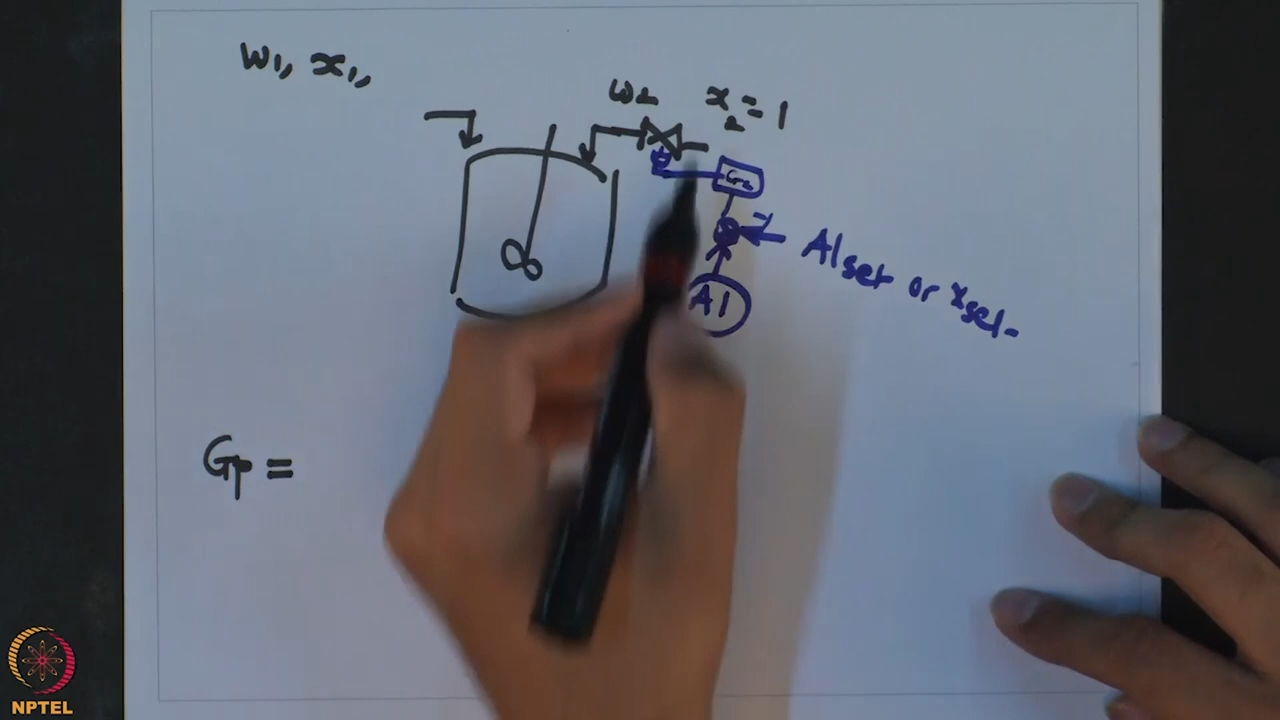 w1, x1,
w2 x2 = 1
Gc
-
AIset or xset
AI
Gp =
NPTEL